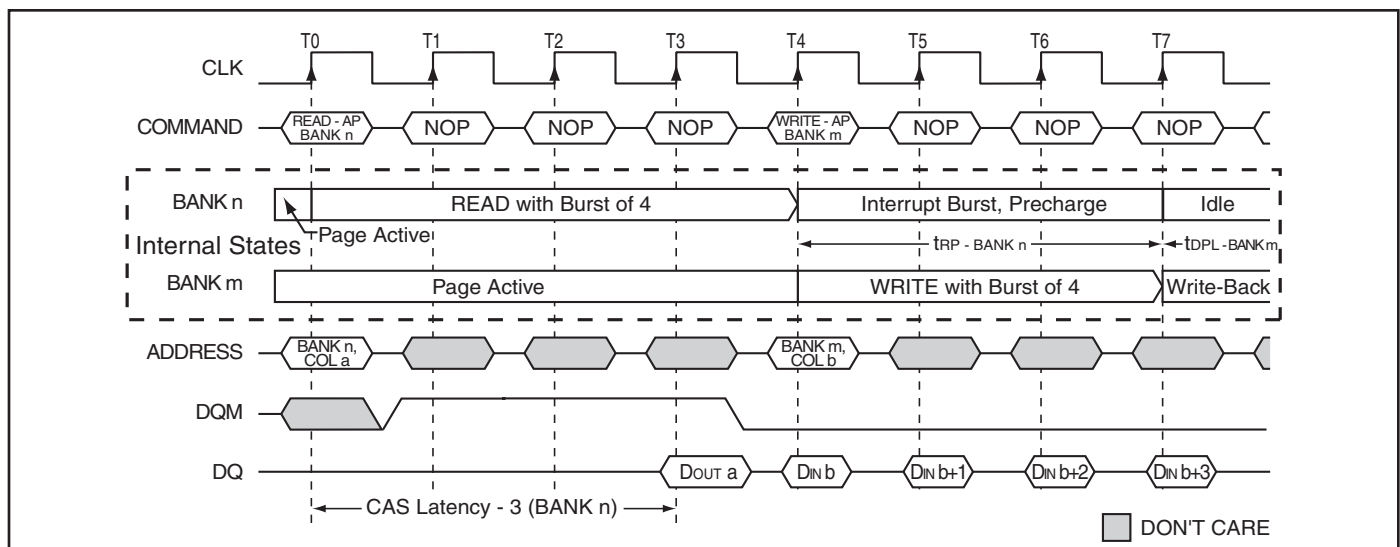 T0 T1 T2 T3 T4 T5 T6 T7
CLK
COMMAND READ - AP BANK n NOP NOP NOP WRITE - AP BANK m NOP NOP NOP
BANK n READ with Burst of 4 Interrupt Burst, Precharge Idle
Internal States Page Active tRP - BANK n tDPL - BANK m
BANK m Page Active WRITE with Burst of 4 Write-Back
ADDRESS BANK n, COL a BANK m, COL b
DQM
DQ DOUT a DIN b DIN b+1 DIN b+2 DIN b+3
CAS Latency - 3 (BANK n)
DON'T CARE